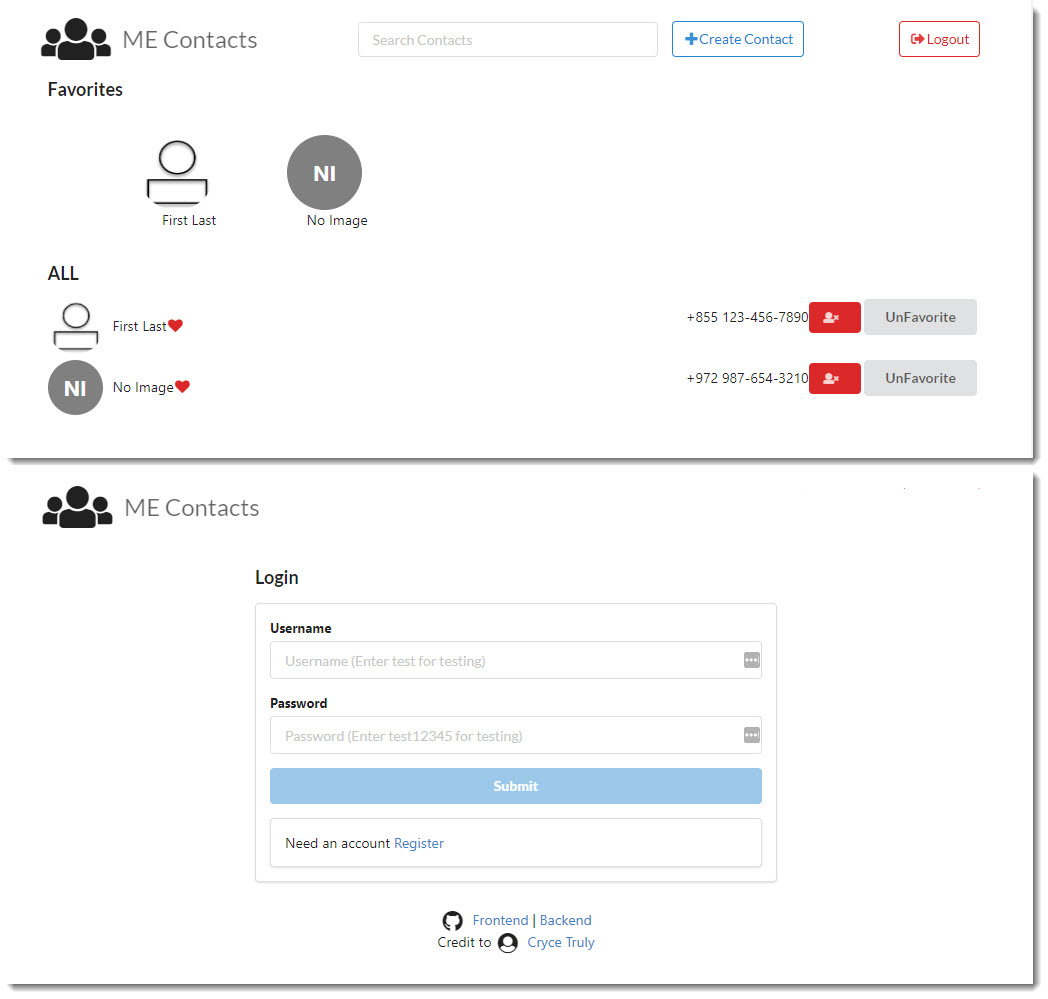 ME Contacts Search Contacts Create Contact Logout
Favorites
NI
First Last No Image
ALL
First Last +855 123-456-7890 UnFavorite
NI No Image +972 987-654-3210 UnFavorite
ME Contacts
Login
Username
Username (Enter test for testing)
Password
Password (Enter test12345 for testing)
Submit
Need an account Register
Frontend | Backend
Credit to Cryce Truly